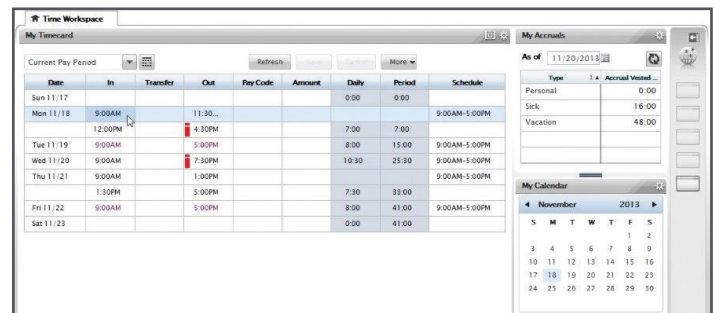 Time Workspace
My Timecard
Current Pay Period Refresh More
Date In Transfer Out Pay Code Amount Daily Period Schedule
Sun 11/17 0:00 0:00
Mon 11/18 9:00AM 11:30... 9:00AM-5:00PM
12:00PM 4:30PM 7:00 7:00
Tue 11/19 9:00AM 5:00PM 8:00 15:00 9:00AM-5:00PM
Wed 11/20 9:00AM 7:30PM 10:30 25:30 9:00AM-5:00PM
Thu 11/21 9:00AM 1:00PM 9:00AM-5:00PM
1:30PM 5:00PM 7:30 33:00
Fri 11/22 9:00AM 5:00PM 8:00 41:00 9:00AM-5:00PM
Sat 11/23 0:00 41:00
My Accruals
As of 11/20/2013
Type 1 Accrual Vested ...
Personal 0:00
Sick 16:00
Vacation 48:00
My Calendar
November 2013
S M T W T F S
1 2
3 4 5 6 7 8 9
10 11 12 13 14 15 16
17 18 19 20 21 22 23
24 25 26 27 28 29 30